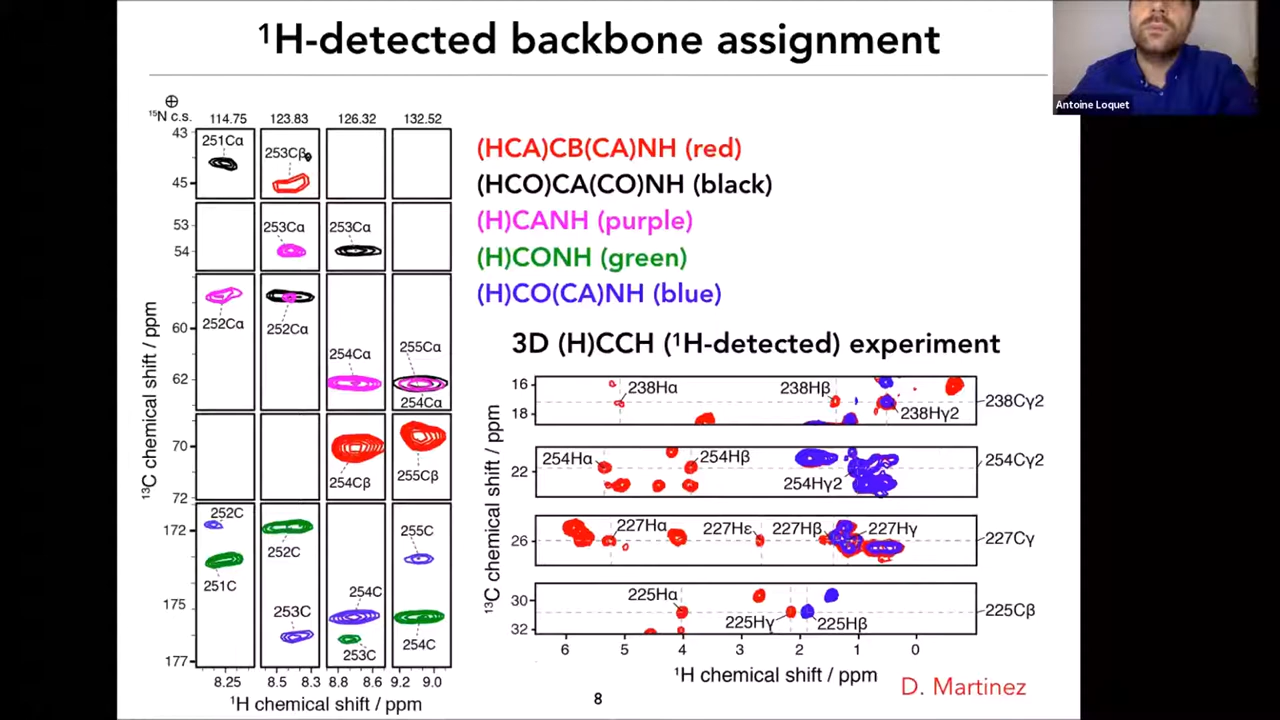 ¹H-detected backbone assignment
Antoine Loquet
⊕
¹⁵N c.s. 114.75 123.83 126.32 132.52
43
251Cα
253Cβ
45
53
253Cα 253Cα
54
252Cα
252Cα
60
254Cα
255Cα
62
254Cα
70
254Cβ
255Cβ
72
252C
172
252C
255C
251C
254C
175
253C
254C
253C
177
8.25 8.5 8.3 8.8 8.6 9.2 9.0
¹³C chemical shift / ppm
¹H chemical shift / ppm
(HCA)CB(CA)NH (red)
(HCO)CA(CO)NH (black)
(H)CANH (purple)
(H)CONH (green)
(H)CO(CA)NH (blue)
3D (H)CCH (¹H-detected) experiment
16
238Hα 238Hβ
238Cγ2
18
238Hγ2
254Hα 254Hβ
254Cγ2
22
254Hγ2
227Hα 227Hε 227Hβ 227Hγ
26
227Cγ
30
225Hα
225Cβ
225Hγ 225Hβ
32
6 5 4 3 2 1 0
¹³C chemical shift / ppm
¹H chemical shift / ppm
D. Martinez
8